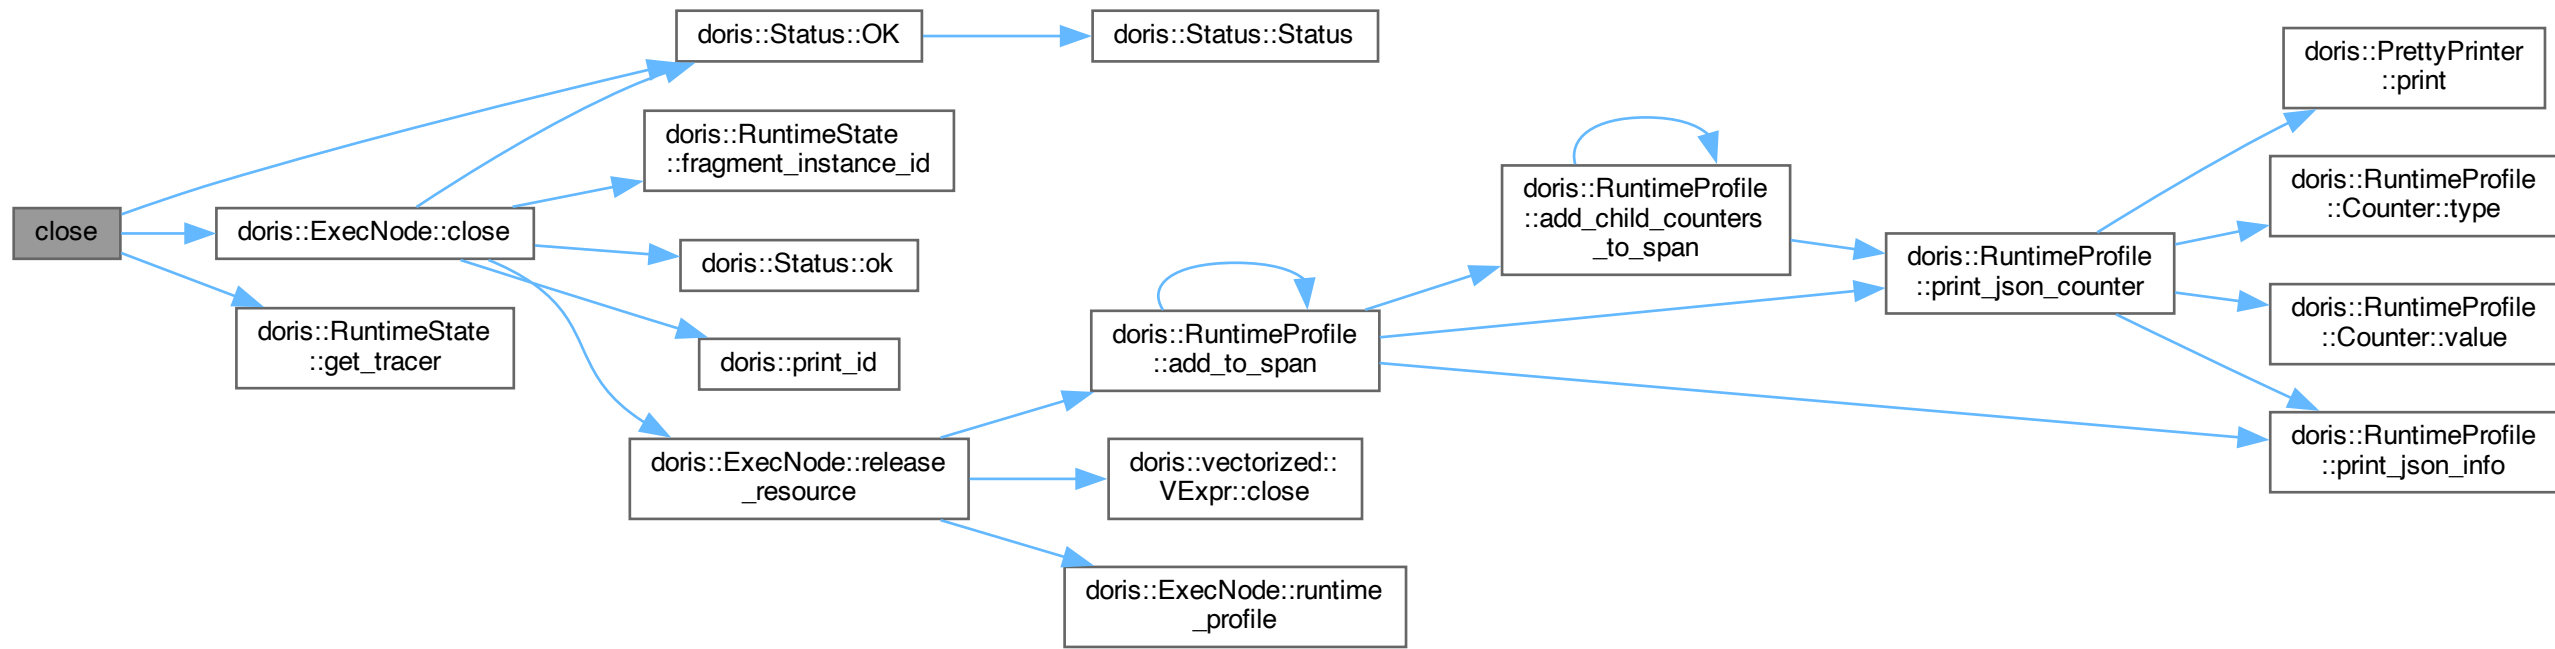 close
doris::ExecNode::close
doris::RuntimeState
::get_tracer
doris::Status::OK
doris::RuntimeState
::fragment_instance_id
doris::Status::ok
doris::print_id
doris::ExecNode::release
_resource
doris::Status::Status
doris::RuntimeProfile
::add_to_span
doris::vectorized::
VExpr::close
doris::ExecNode::runtime
_profile
doris::RuntimeProfile
::add_child_counters
_to_span
doris::RuntimeProfile
::print_json_counter
doris::PrettyPrinter
::print
doris::RuntimeProfile
::Counter::type
doris::RuntimeProfile
::Counter::value
doris::RuntimeProfile
::print_json_info